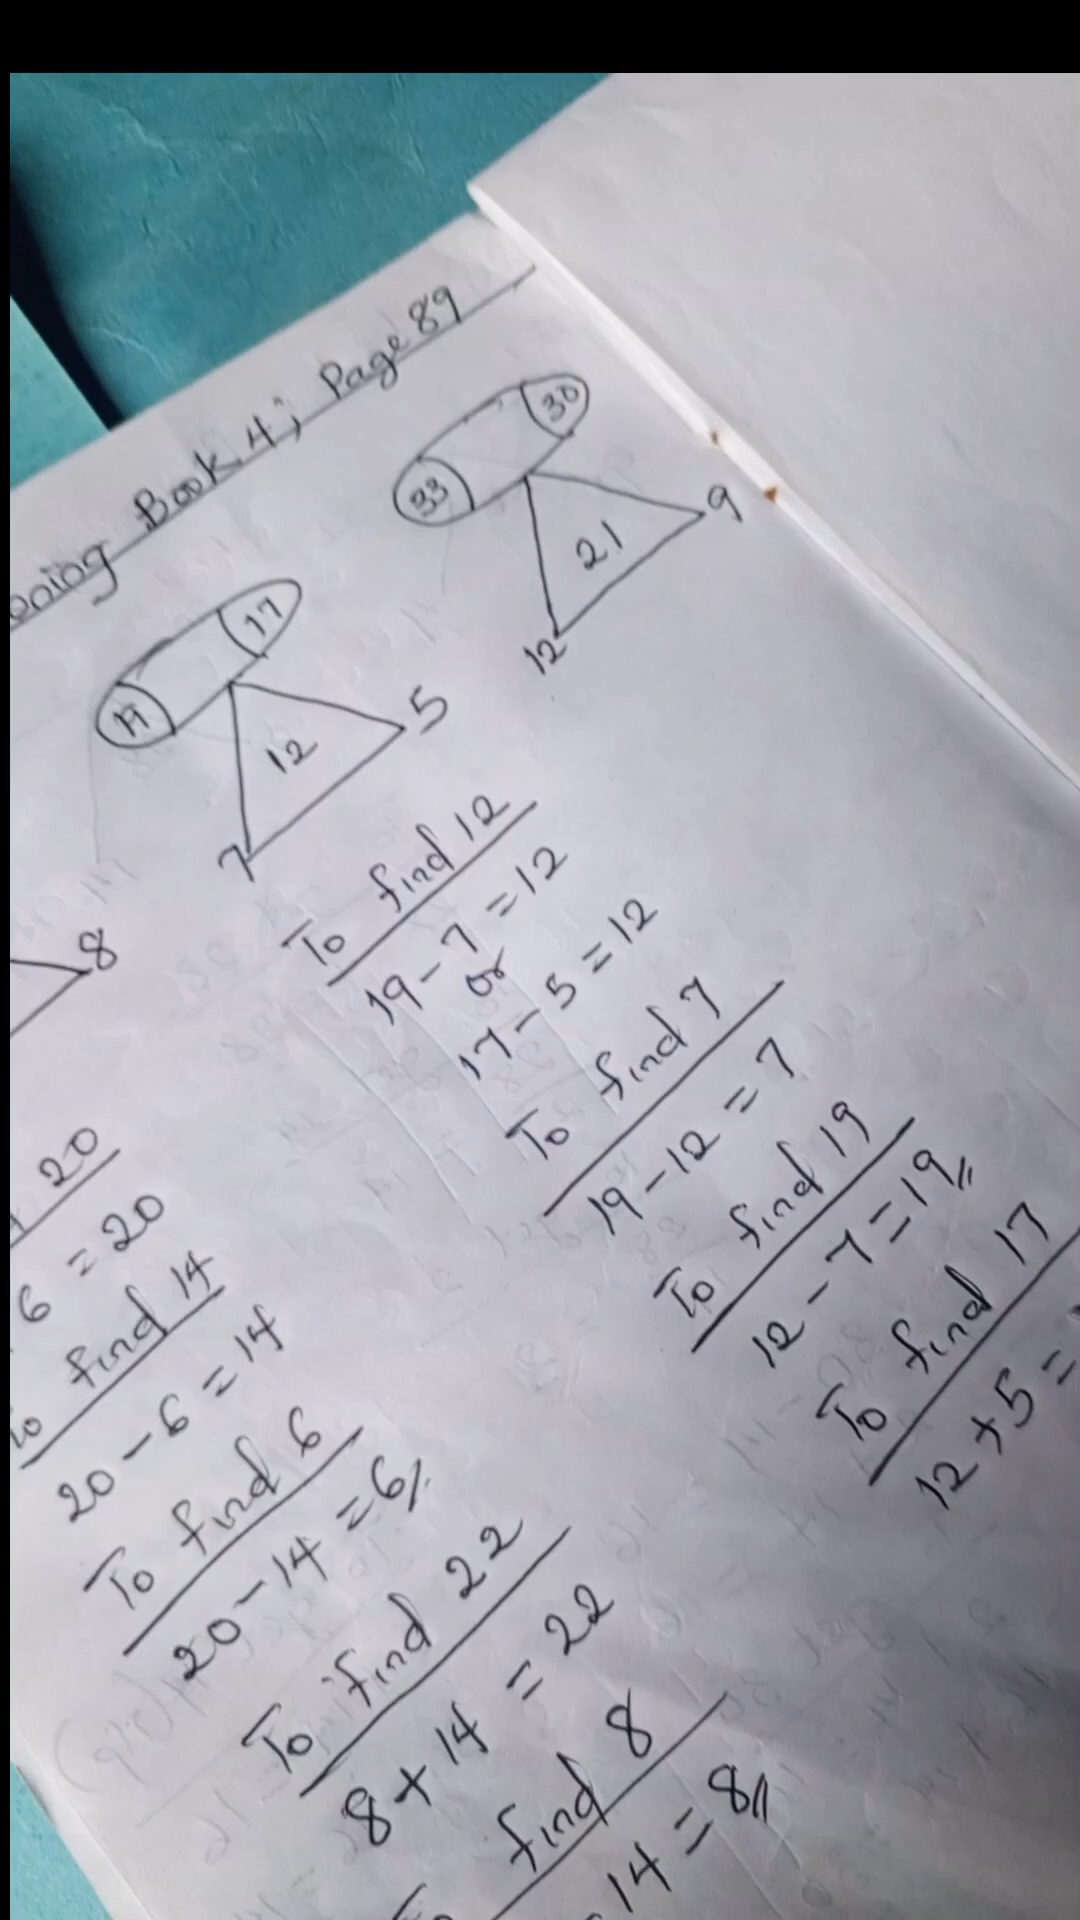 Book 4; Page 89
17
19
12
5
7
30
33
21
9
12
8
20
6 = 20
To find 14
20 - 6 = 14
To find 6
20 - 14 = 6
To find 22
8 + 14 = 22
find 8
14 = 8
To find 12
19 - 7 = 12
or
17 - 5 = 12
To find 7
19 - 12 = 7
To find 19
12 - 7 = 19
To find 17
12 + 5 =